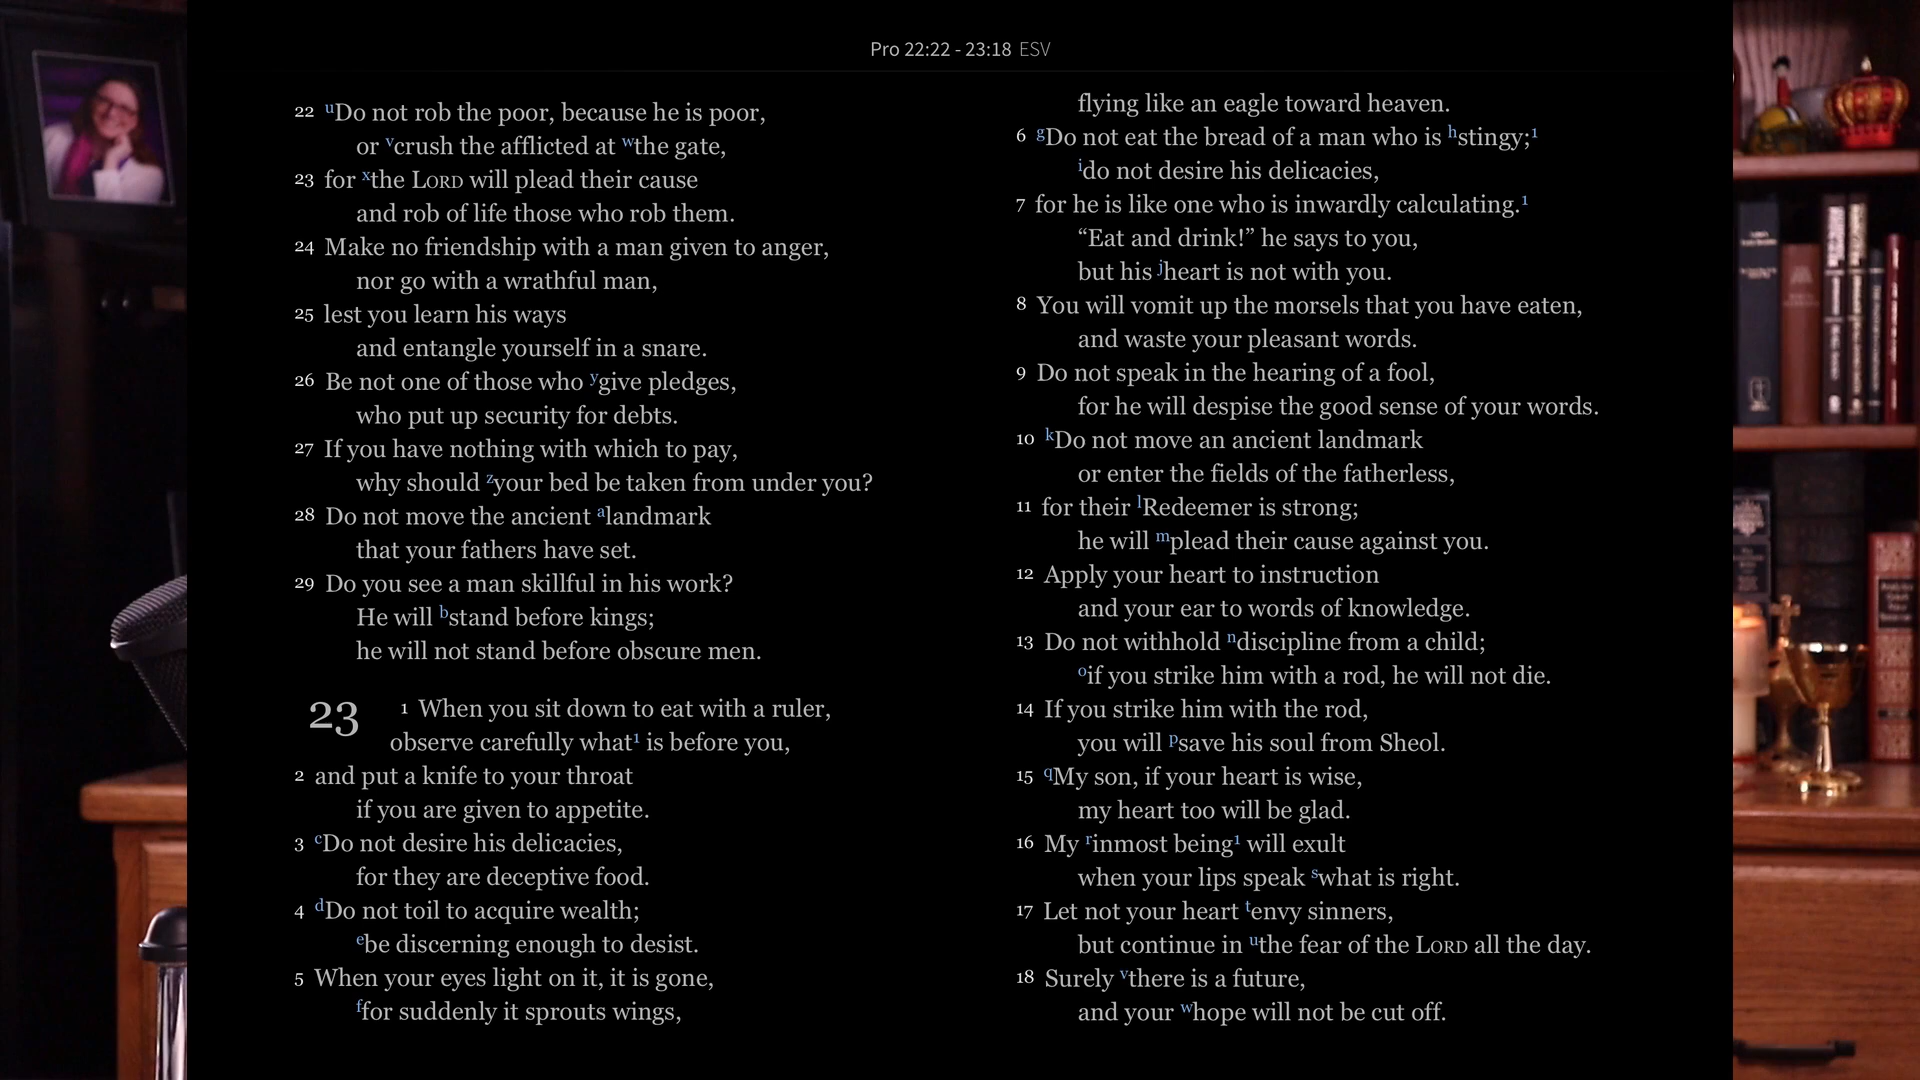 Pro 22:22 - 23:18 ESV
22 uDo not rob the poor, because he is poor,
or vcrush the afflicted at wthe gate,
23 for xthe LORD will plead their cause
and rob of life those who rob them.
24 Make no friendship with a man given to anger,
nor go with a wrathful man,
25 lest you learn his ways
and entangle yourself in a snare.
26 Be not one of those who ygive pledges,
who put up security for debts.
27 If you have nothing with which to pay,
why should zyour bed be taken from under you?
28 Do not move the ancient alandmark
that your fathers have set.
29 Do you see a man skillful in his work?
He will bstand before kings;
he will not stand before obscure men.
23 1 When you sit down to eat with a ruler,
observe carefully what1 is before you,
2 and put a knife to your throat
if you are given to appetite.
3 cDo not desire his delicacies,
for they are deceptive food.
4 dDo not toil to acquire wealth;
ebe discerning enough to desist.
5 When your eyes light on it, it is gone,
ffor suddenly it sprouts wings,
flying like an eagle toward heaven.
6 gDo not eat the bread of a man who is hstingy;1
ido not desire his delicacies,
7 for he is like one who is inwardly calculating.1
“Eat and drink!” he says to you,
but his jheart is not with you.
8 You will vomit up the morsels that you have eaten,
and waste your pleasant words.
9 Do not speak in the hearing of a fool,
for he will despise the good sense of your words.
10 kDo not move an ancient landmark
or enter the fields of the fatherless,
11 for their lRedeemer is strong;
he will mplead their cause against you.
12 Apply your heart to instruction
and your ear to words of knowledge.
13 Do not withhold ndiscipline from a child;
oif you strike him with a rod, he will not die.
14 If you strike him with the rod,
you will psave his soul from Sheol.
15 qMy son, if your heart is wise,
my heart too will be glad.
16 My rinmost being1 will exult
when your lips speak swhat is right.
17 Let not your heart tenvy sinners,
but continue in uthe fear of the LORD all the day.
18 Surely vthere is a future,
and your whope will not be cut off.